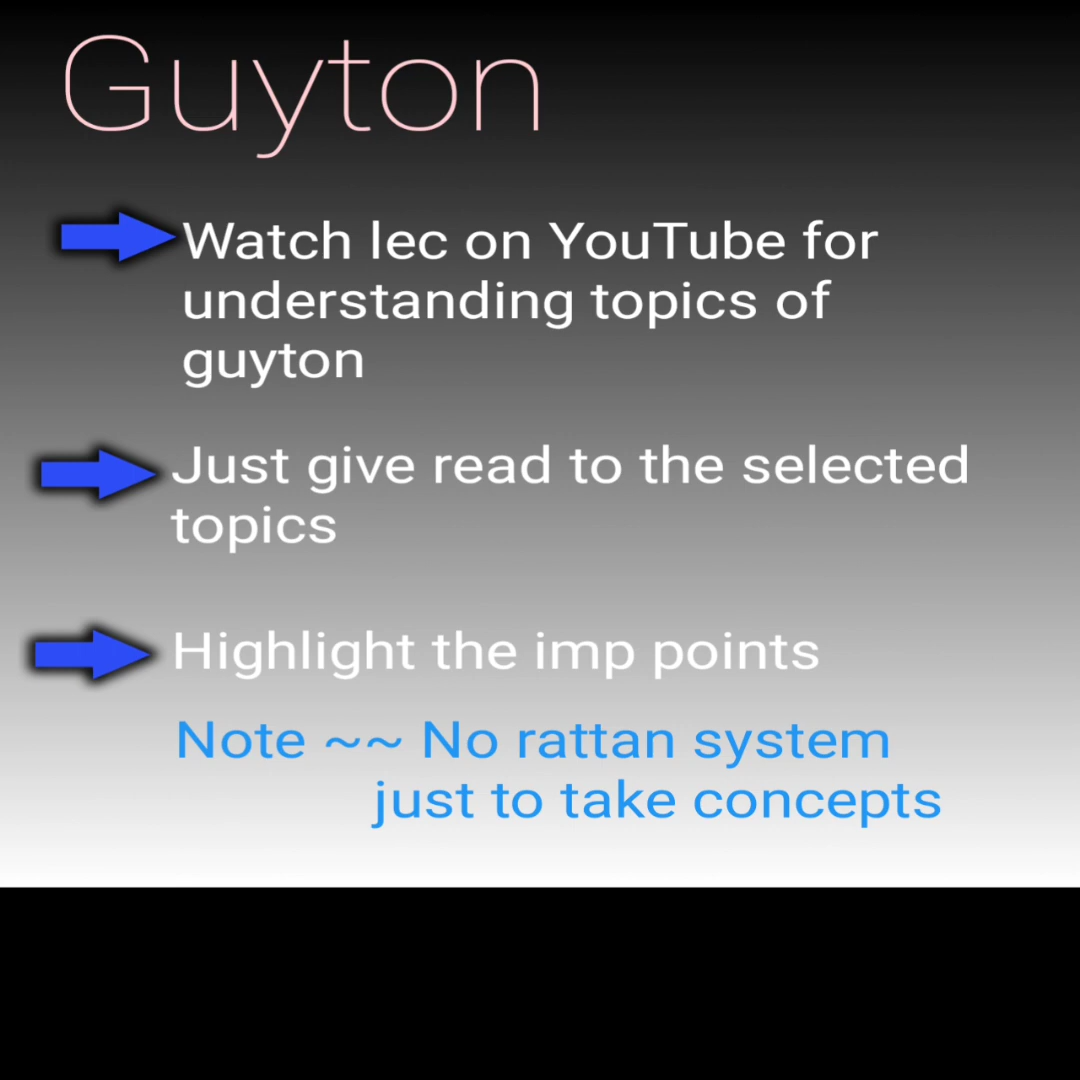 Guyton
Watch lec on YouTube for
understanding topics of
guyton
Just give read to the selected
topics
Highlight the imp points
Note ~~ No rattan system
just to take concepts